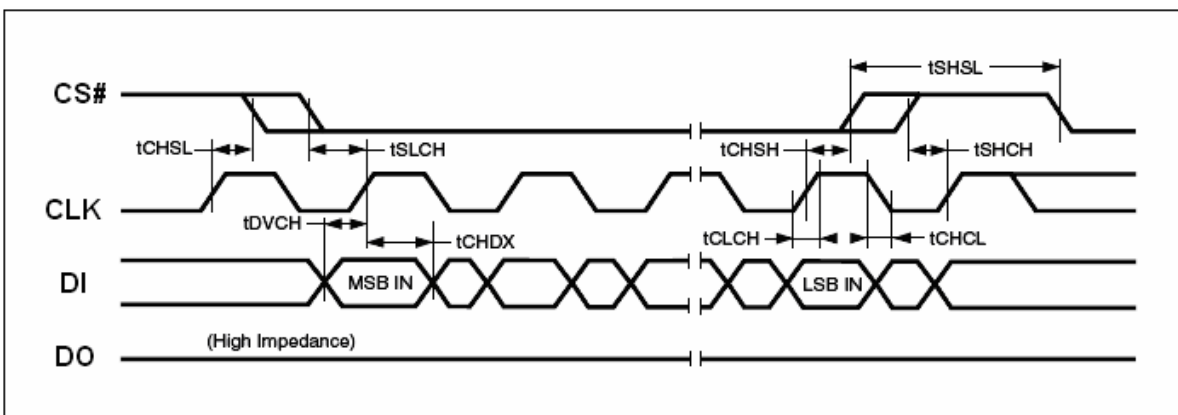 tSHSL
CS#
tCHSL
tSLCH
tCHSH
tSHCH
CLK
tDVCH
tCHDX
tCLCH
tCHCL
DI
MSB IN
LSB IN
(High Impedance)
DO